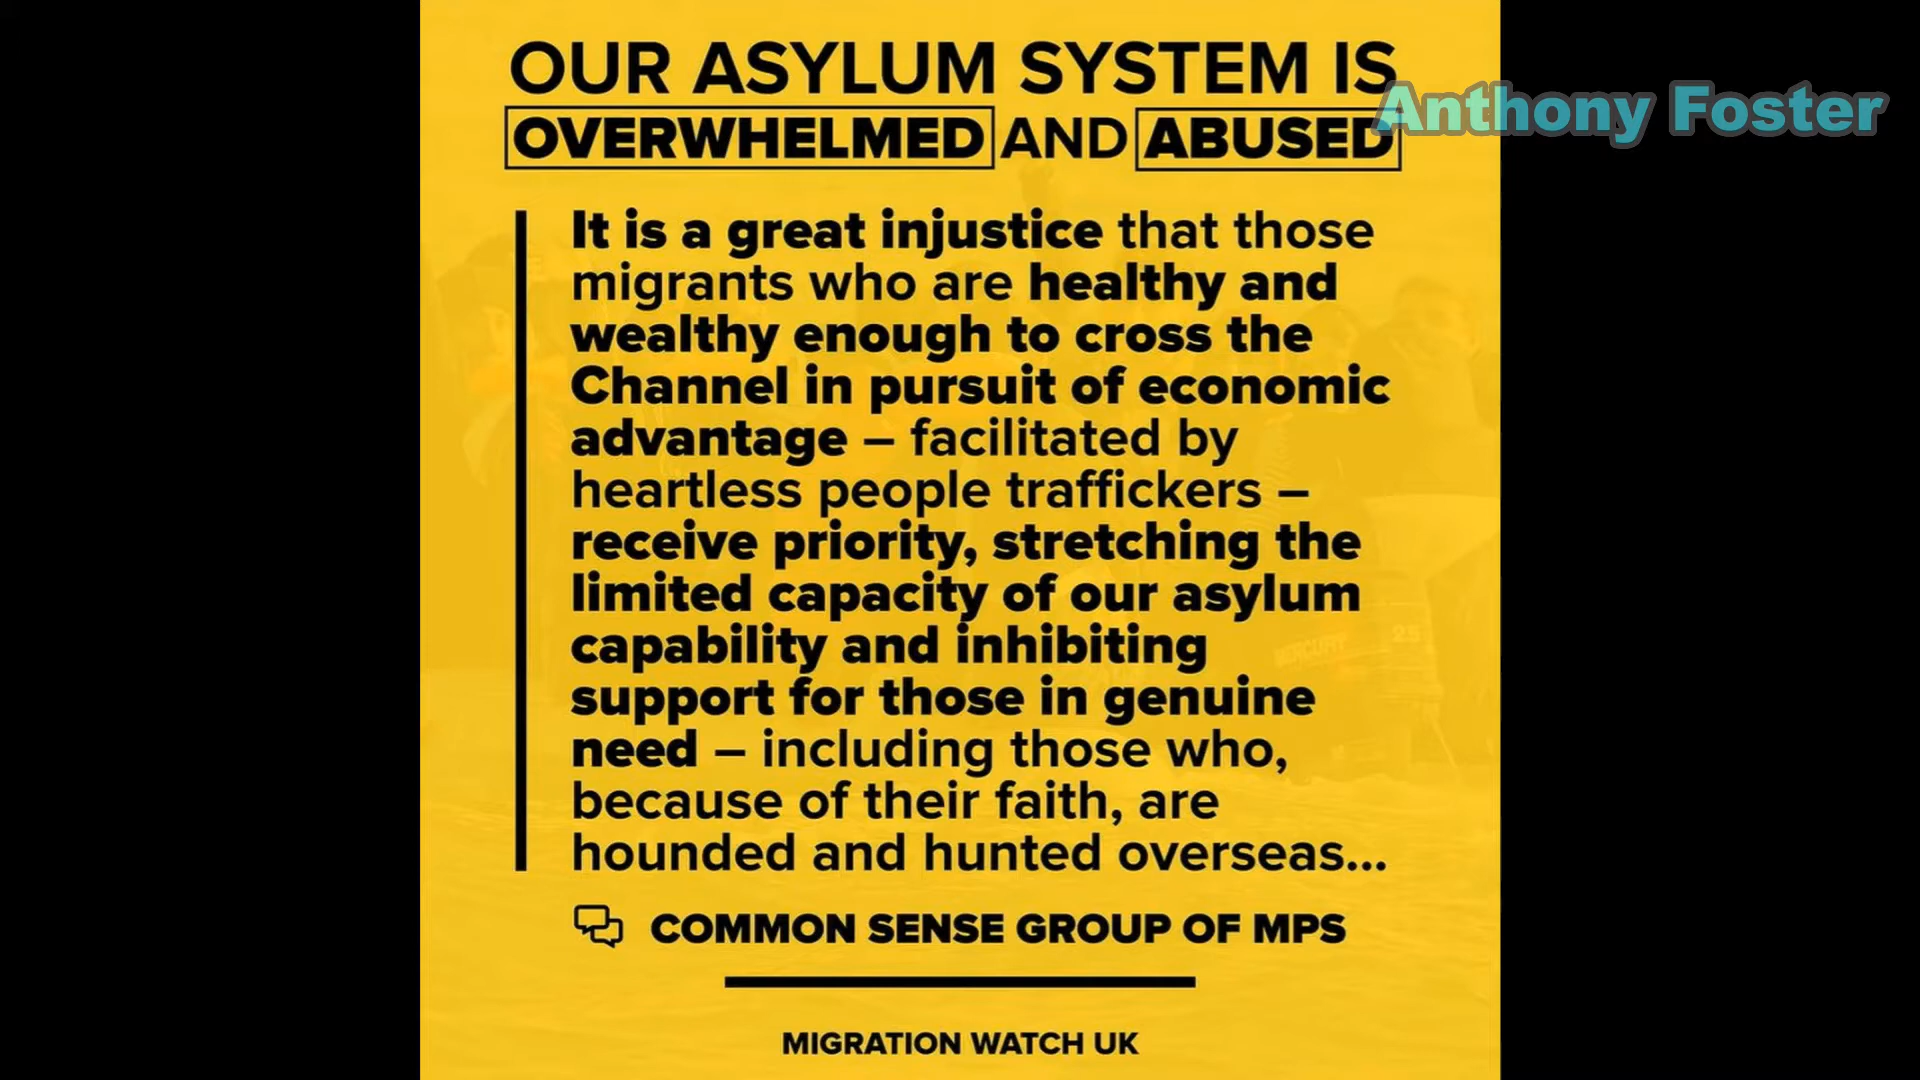 OUR ASYLUM SYSTEM IS
Anthony Foster
OVERWHELMED AND ABUSED
It is a great injustice that those
migrants who are healthy and
wealthy enough to cross the
Channel in pursuit of economic
advantage – facilitated by
heartless people traffickers –
receive priority, stretching the
limited capacity of our asylum
capability and inhibiting
support for those in genuine
need – including those who,
because of their faith, are
hounded and hunted overseas...
COMMON SENSE GROUP OF MPS
MIGRATION WATCH UK
MERCURY
25